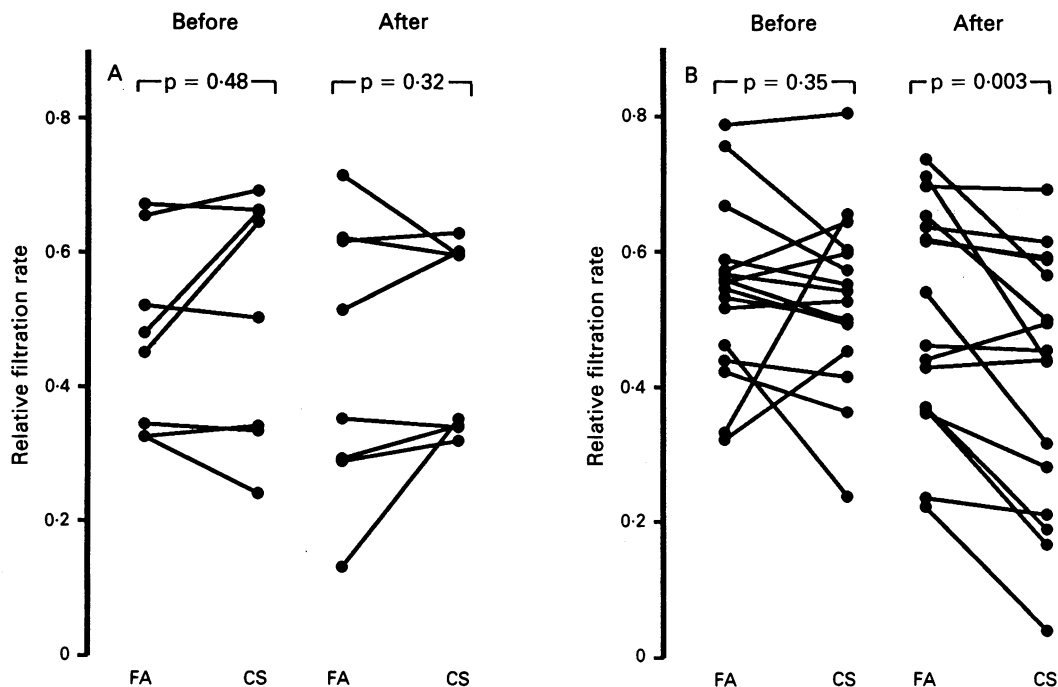 Before After
A
p = 0·48 p = 0·32
0·8
0·6
0·4
0·2
0
Relative filtration rate
FA CS FA CS
Before After
B
p = 0·35 p = 0·003
0·8
0·6
0·4
0·2
0
Relative filtration rate
FA CS FA CS